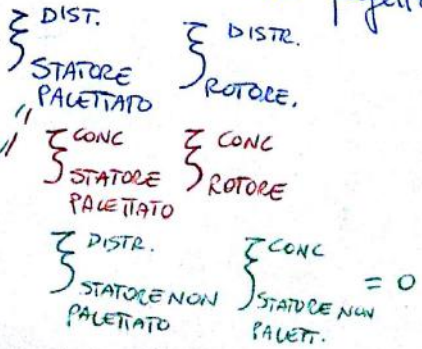 ξ DIST. STATORE PALETTATO ξ DISTR. ROTORE.
" ξ CONC STATORE PALETTATO ξ CONC ROTORE
ξ DISTR. STATORE NON PALETTATO ξ CONC STATORE NON PALETT. = 0